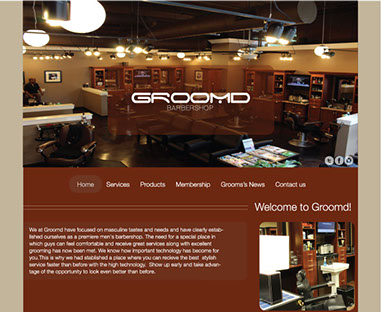 GROOMD
BARBERSHOP
Home Services Products Membership Grooms's News Contact us
Welcome to Groomd!
We at Groomd have focused on masculine tastes and needs and have clearly estab-
lished ourselves as a premiere men's barbershop. The need for a special place in
which guys can feel comfortable and receive great services along with excellent
grooming has now been met. We know how important technology has become for
you.This is why we had stablished a place where you can recieve the best stylish
service faster than before with the high technology. Show up early and take advan-
tage of the opportunity to look even better than before.